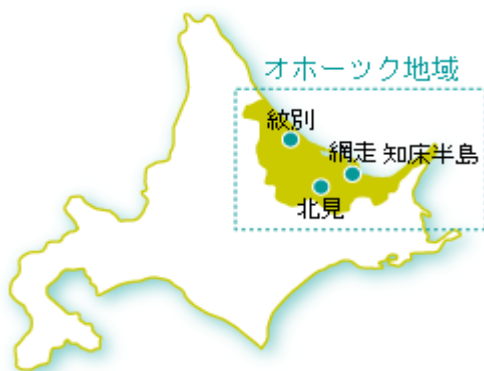 オホーツク地域
紋別
網走
知床半島
北見